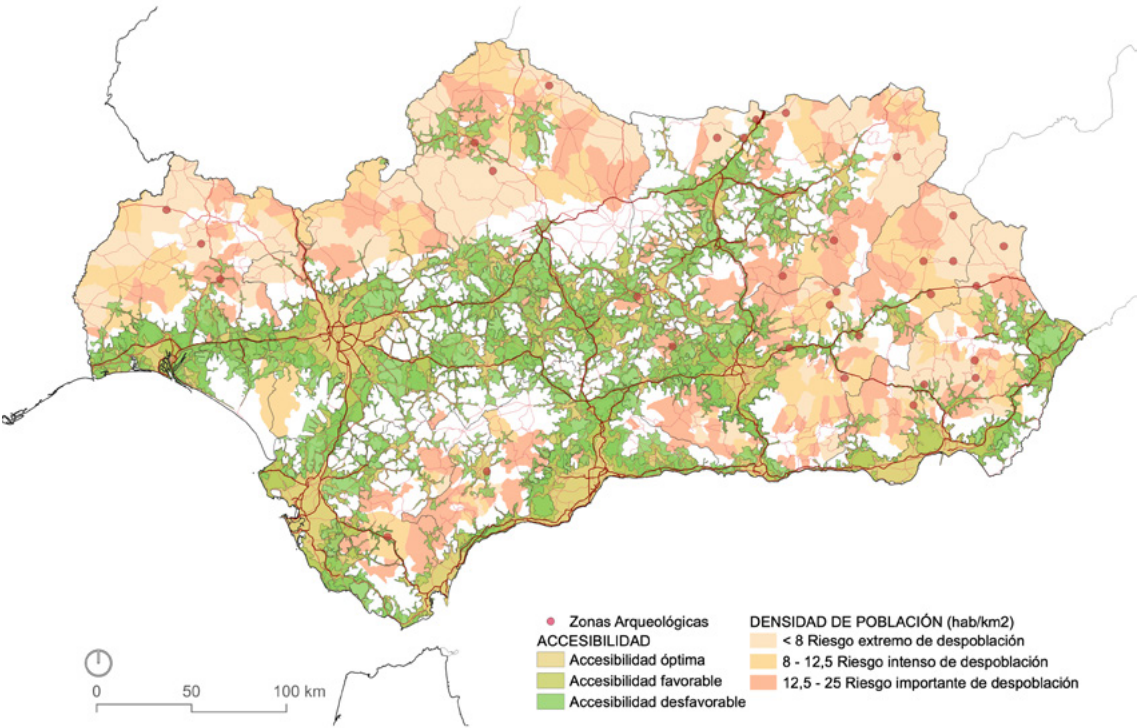 Zonas Arqueológicas
ACCESIBILIDAD
Accesibilidad óptima
Accesibilidad favorable
Accesibilidad desfavorable
DENSIDAD DE POBLACIÓN (hab/km2)
< 8 Riesgo extremo de despoblación
8 - 12,5 Riesgo intenso de despoblación
12,5 - 25 Riesgo importante de despoblación
0 50 100 km